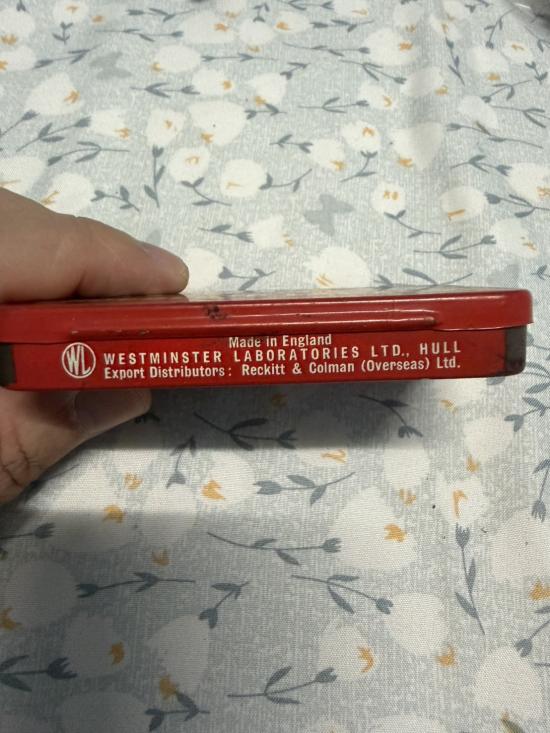 Made in England
WL WESTMINSTER LABORATORIES LTD., HULL
Export Distributors: Reckitt & Colman (Overseas) Ltd.